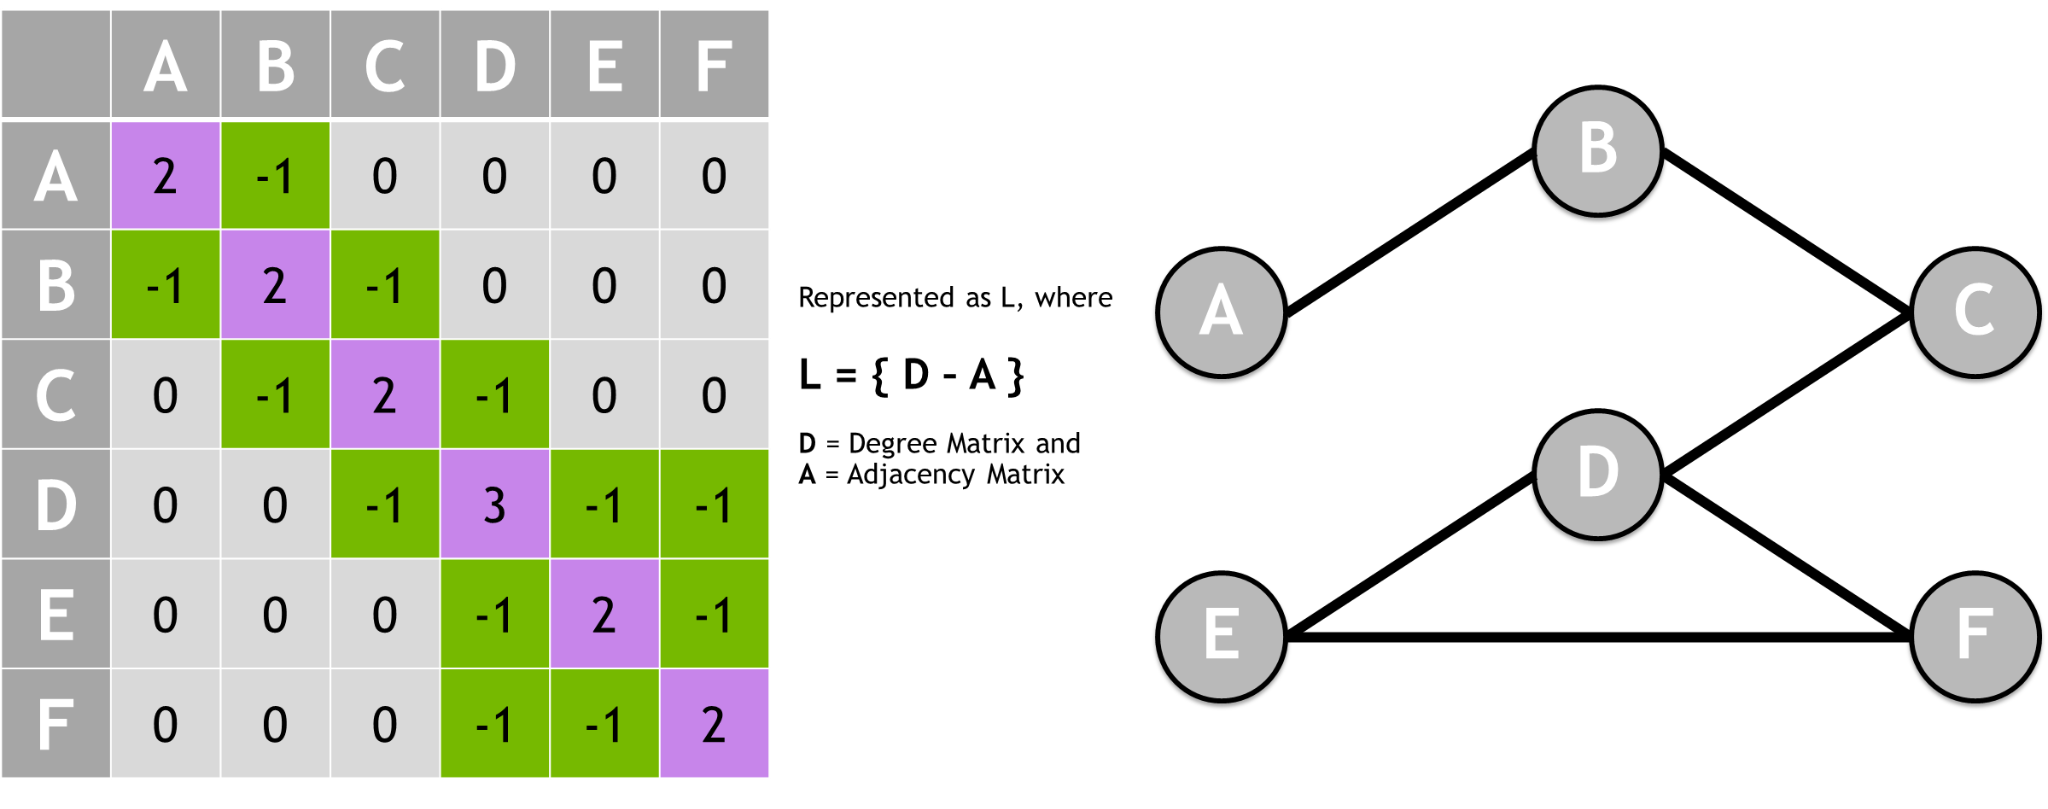 A B C D E F
A 2 -1 0 0 0 0
B -1 2 -1 0 0 0
C 0 -1 2 -1 0 0
D 0 0 -1 3 -1 -1
E 0 0 0 -1 2 -1
F 0 0 0 -1 -1 2
Represented as L, where
L = { D – A }
D = Degree Matrix and
A = Adjacency Matrix
B
A
C
D
E
F